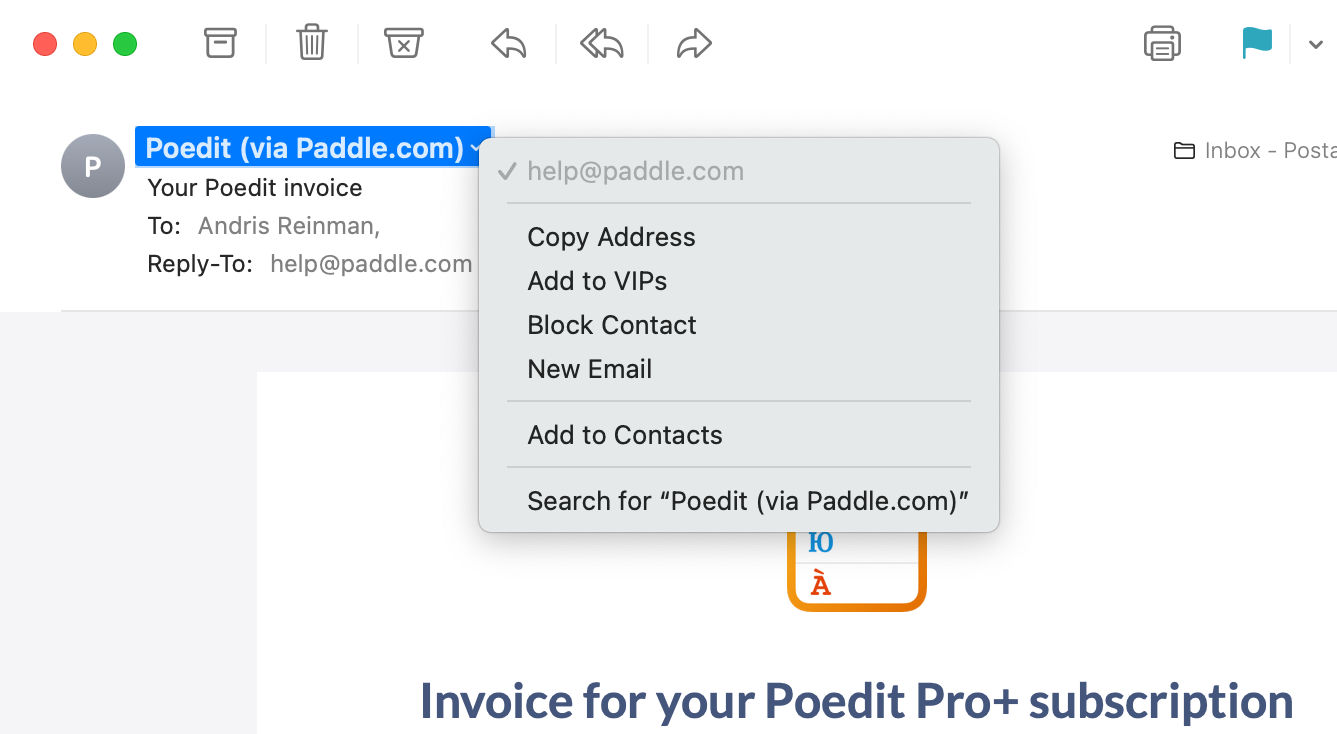 P
Poedit (via Paddle.com)
Your Poedit invoice
To: Andris Reinman,
Reply-To: help@paddle.com
Inbox - Posta
help@paddle.com
Copy Address
Add to VIPs
Block Contact
New Email
Add to Contacts
Search for “Poedit (via Paddle.com)”
Ю
À
Invoice for your Poedit Pro+ subscription